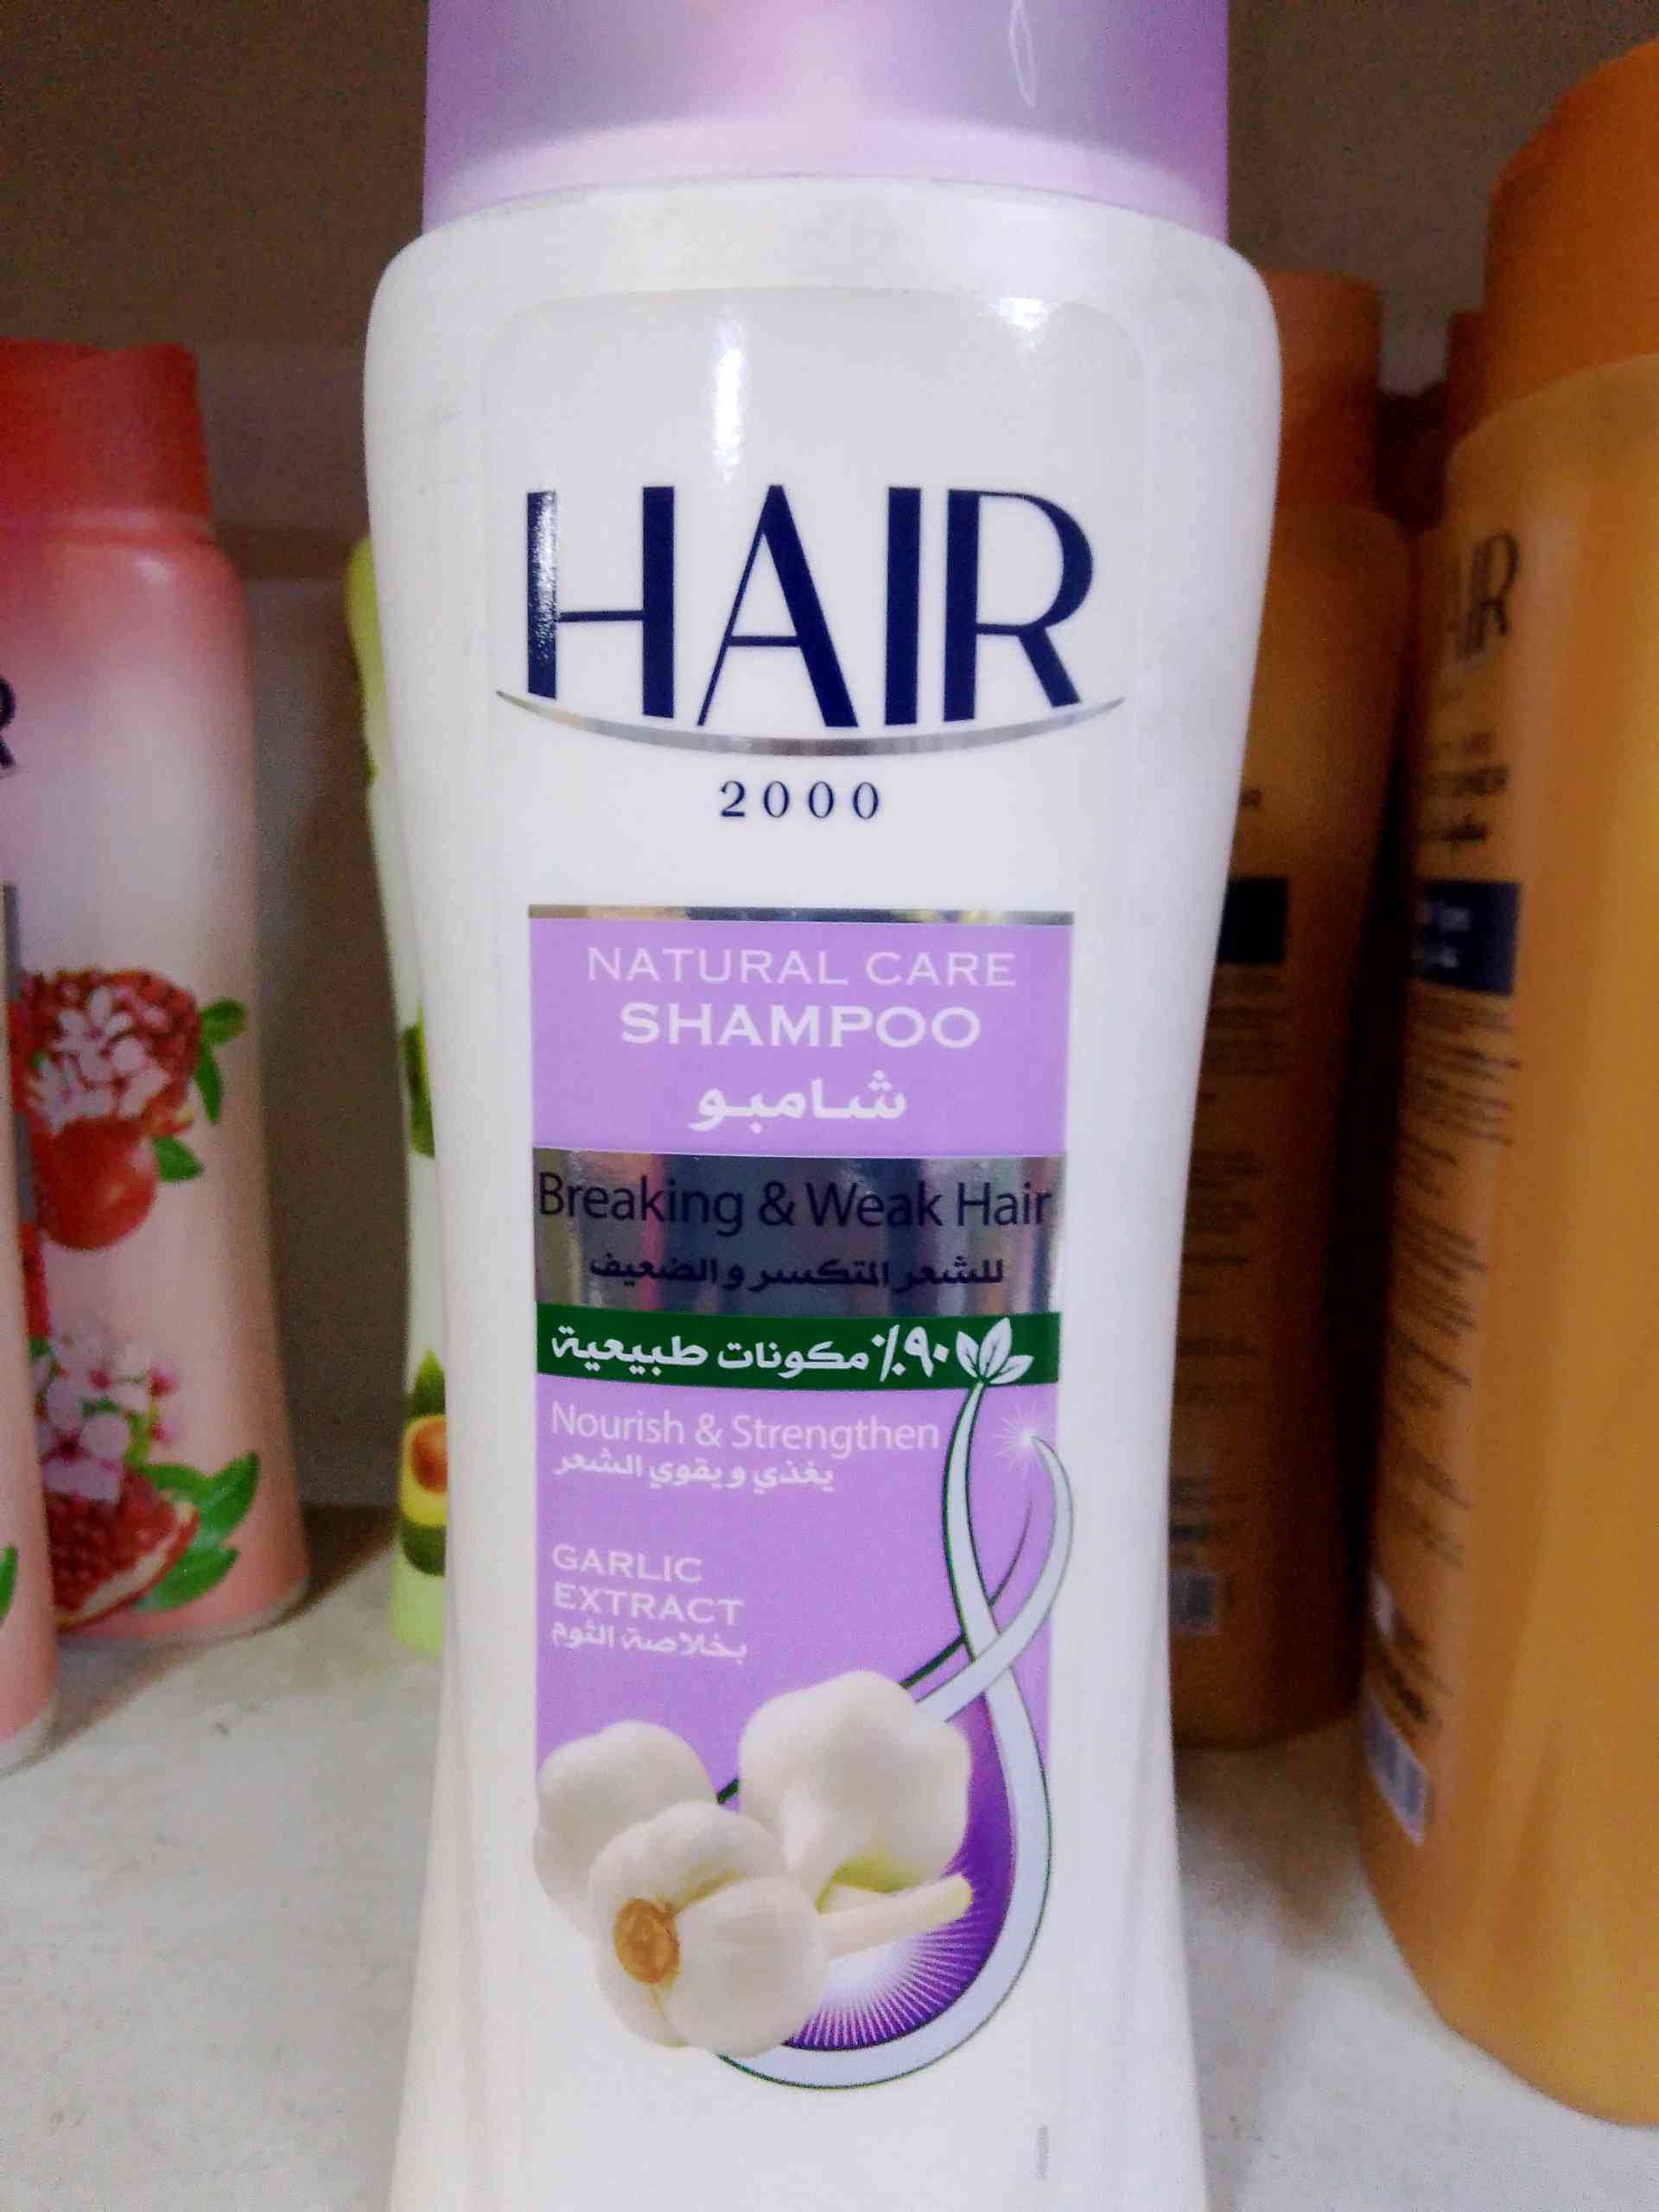 HAIR
2000
NATURAL CARE
SHAMPOO
شامبو
Breaking & Weak Hair
للشعر المتكسر و الضعيف
٩٠٪ مكونات طبيعية
Nourish & Strengthen
يغذي و يقوي الشعر
GARLIC
EXTRACT
بخلاصة الثوم